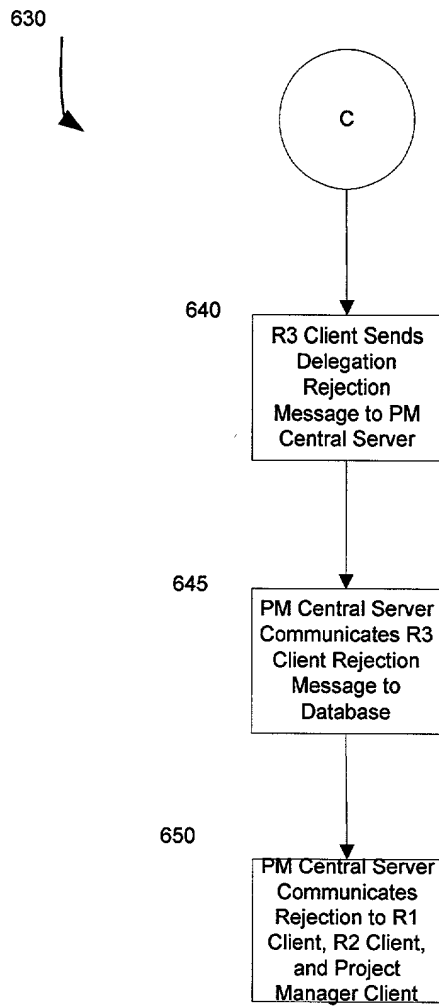 630
C
640
R3 Client Sends
Delegation
Rejection
Message to PM
Central Server
645
PM Central Server
Communicates R3
Client Rejection
Message to
Database
650
PM Central Server
Communicates
Rejection to R1
Client, R2 Client,
and Project
Manager Client